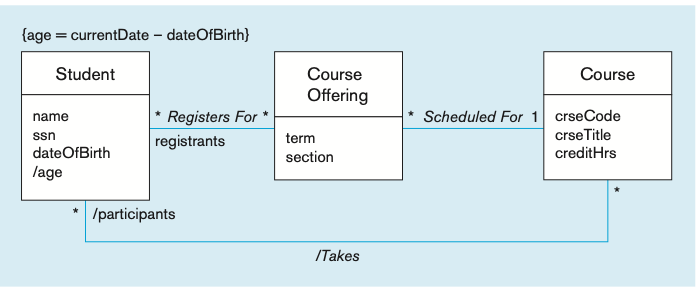 {age = currentDate – dateOfBirth}
Student
name
ssn
dateOfBirth
/age
* Registers For *
registrants
Course
Offering
term
section
* Scheduled For 1
Course
crseCode
crseTitle
creditHrs
* /participants
*
/Takes